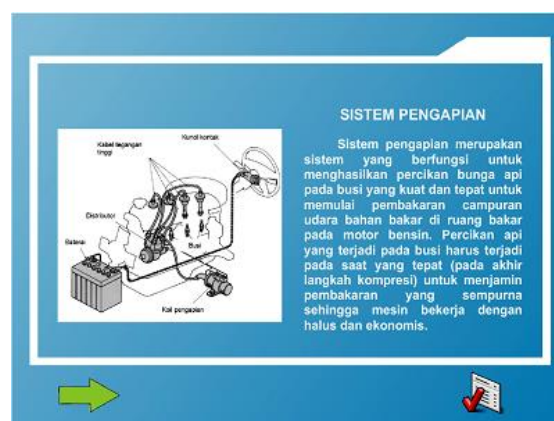 SISTEM PENGAPIAN
Sistem pengapian merupakan
sistem yang berfungsi untuk
menghasilkan percikan bunga api
pada busi yang kuat dan tepat untuk
memulai pembakaran campuran
udara bahan bakar di ruang bakar
pada motor bensin. Percikan api
yang terjadi pada busi harus terjadi
pada saat yang tepat (pada akhir
langkah kompresi) untuk menjamin
pembakaran yang sempurna
sehingga mesin bekerja dengan
halus dan ekonomis.
Kunci kontak
Kabel tegangan
tinggi
Distributor
Baterai
Busi
Koil pengapian